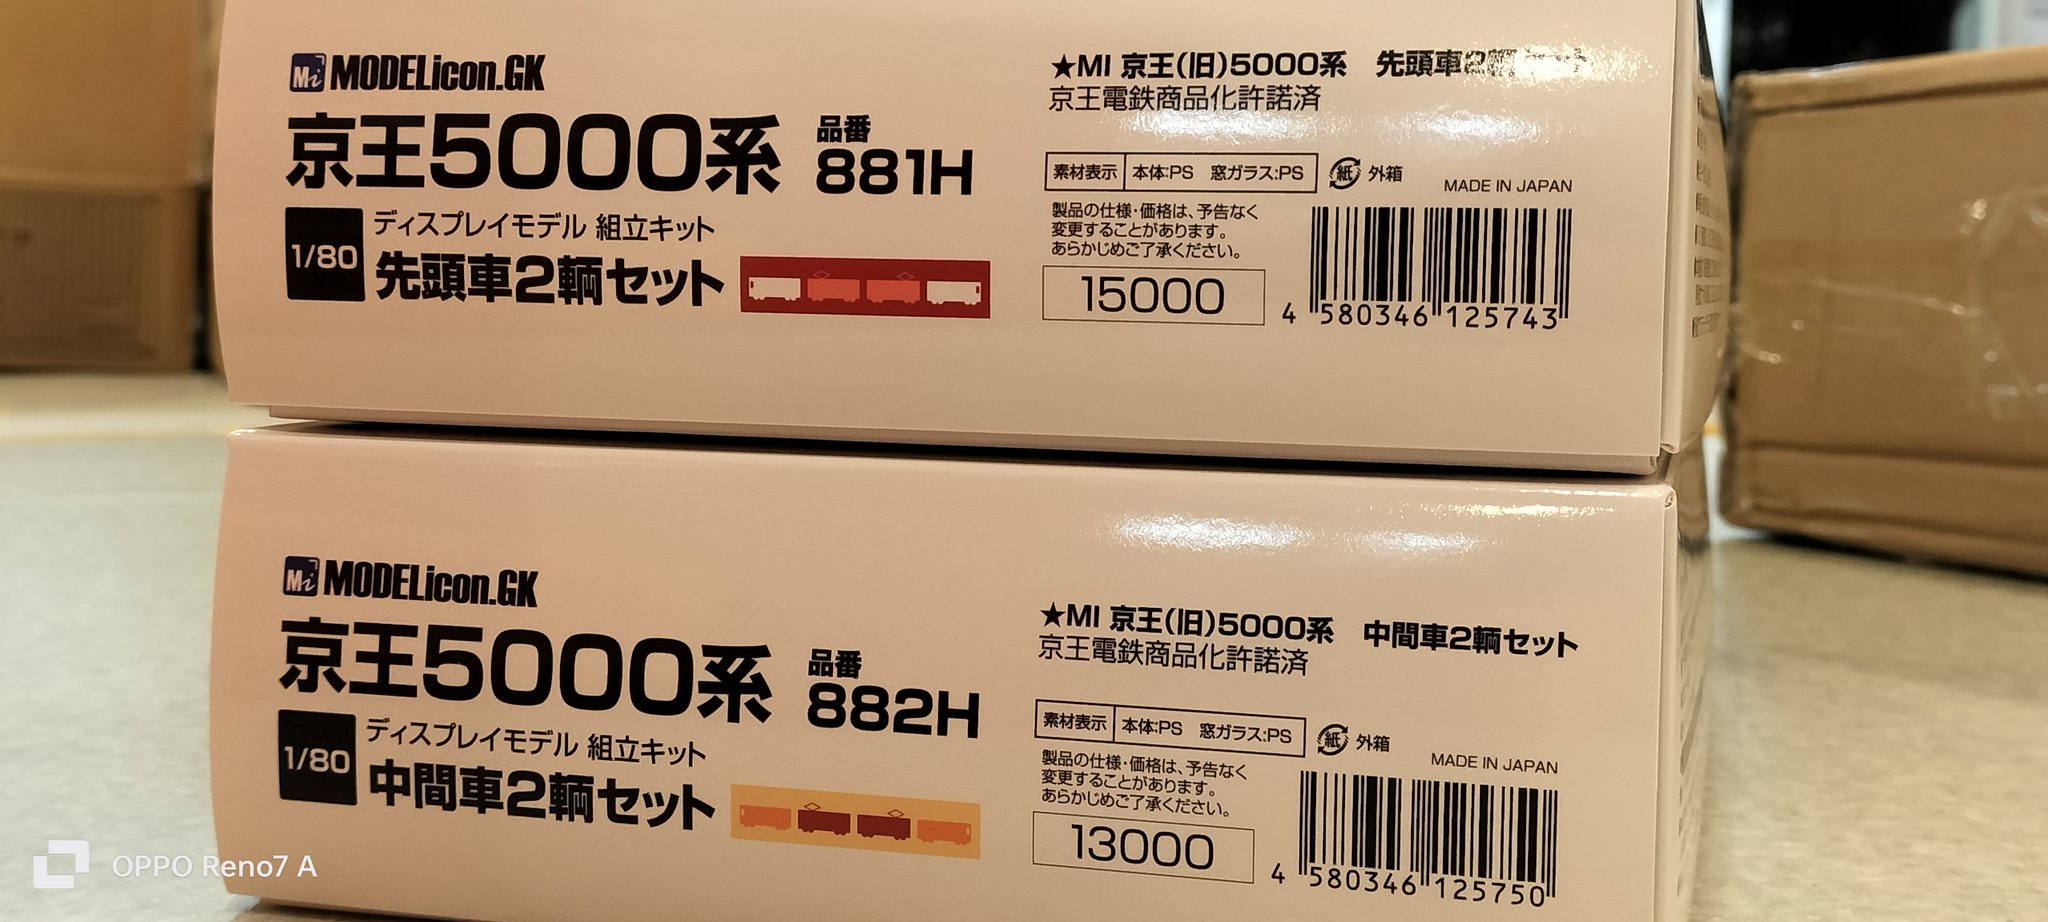 Mi MODELicon.GK
京王5000系
品番
881H
1/80
ディスプレイモデル 組立キット
先頭車2輌セット
★MI 京王(旧)5000系 先頭車2輌セット
京王電鉄商品化許諾済
素材表示 本体:PS 窓ガラス:PS
紙 外箱
MADE IN JAPAN
製品の仕様・価格は、予告なく
変更することがあります。
あらかじめご了承ください。
15000
4 580346 125743
Mi MODELicon.GK
京王5000系
品番
882H
1/80
ディスプレイモデル 組立キット
中間車2輌セット
★MI 京王(旧)5000系 中間車2輌セット
京王電鉄商品化許諾済
素材表示 本体:PS 窓ガラス:PS
紙 外箱
MADE IN JAPAN
製品の仕様・価格は、予告なく
変更することがあります。
あらかじめご了承ください。
13000
4 580346 125750
OPPO Reno7 A